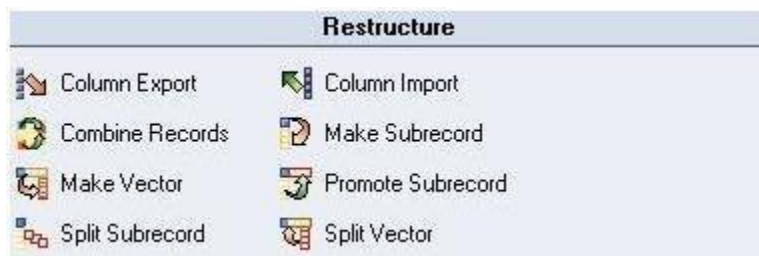 Restructure
Column Export Column Import
Combine Records Make Subrecord
Make Vector Promote Subrecord
Split Subrecord Split Vector